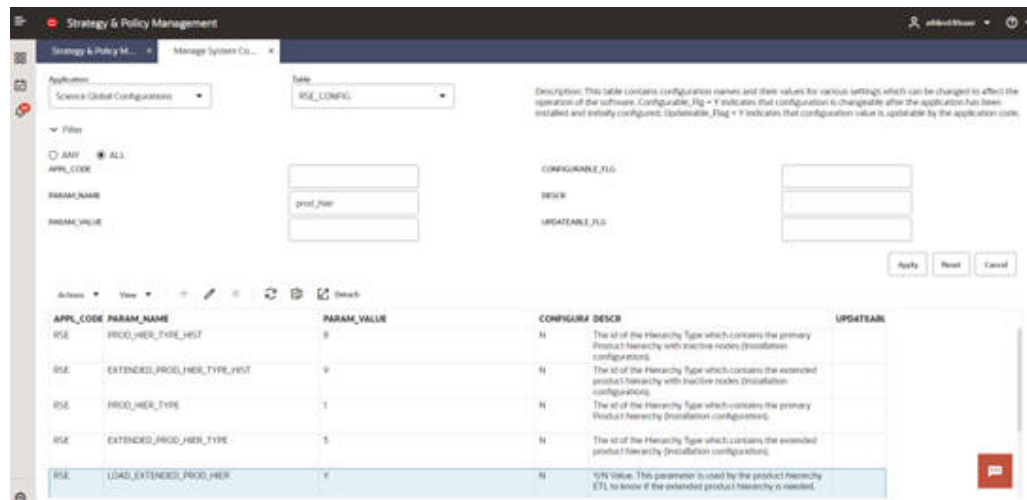 Strategy & Policy Management
Strategy & Policy M... ×
Manage System Co... ×
Application
Science Global Configurations
Table
RSE_CONFIG
Description: This table contains configuration names and their values for various settings which can be changed to affect the
operation of the software. Configurable_Flg = Y indicates that configuration is changeable after the application has been
installed and initially configured. Updateable_Flag = Y indicates that configuration value is updatable by the application code.
Filter
ANY ALL
APPL_CODE
CONFIGURABLE_FLG
PARAM_NAME
prod_hier
DESCR
PARAM_VALUE
UPDATEABLE_FLG
Apply Reset Cancel
Actions View Detach
APPL_CODE PARAM_NAME PARAM_VALUE CONFIGURA DESCR UPDATEABL
RSE PROD_HIER_TYPE_HIST N The id of the Hierarchy Type which contains the primary
Product hierarchy with inactive nodes (Installation
configuration).
RSE EXTENDED_PROD_HIER_TYPE_HIST N The id of the Hierarchy Type which contains the extended
product hierarchy with inactive nodes (Installation
configuration).
RSE PROD_HIER_TYPE 1 N The id of the Hierarchy Type which contains the primary
Product hierarchy (Installation configuration).
RSE EXTENDED_PROD_HIER_TYPE N The id of the Hierarchy Type which contains the extended
product hierarchy (Installation configuration).
RSE LOAD_EXTENDED_PROD_HIER Y N Y/N Value. This parameter is used by the product hierarchy
ETL to know if the extended product hierarchy is needed.